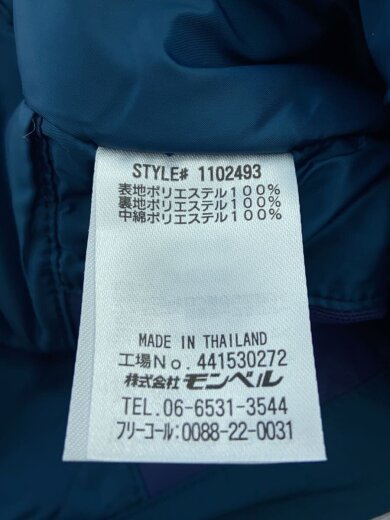 STYLE# 1102493
表地ポリエステル100%
裏地ポリエステル100%
中綿ポリエステル100%
MADE IN THAILAND
工場No. 441530272
株式会社 モンベル
TEL.06-6531-3544
フリーコール:0088-22-0031